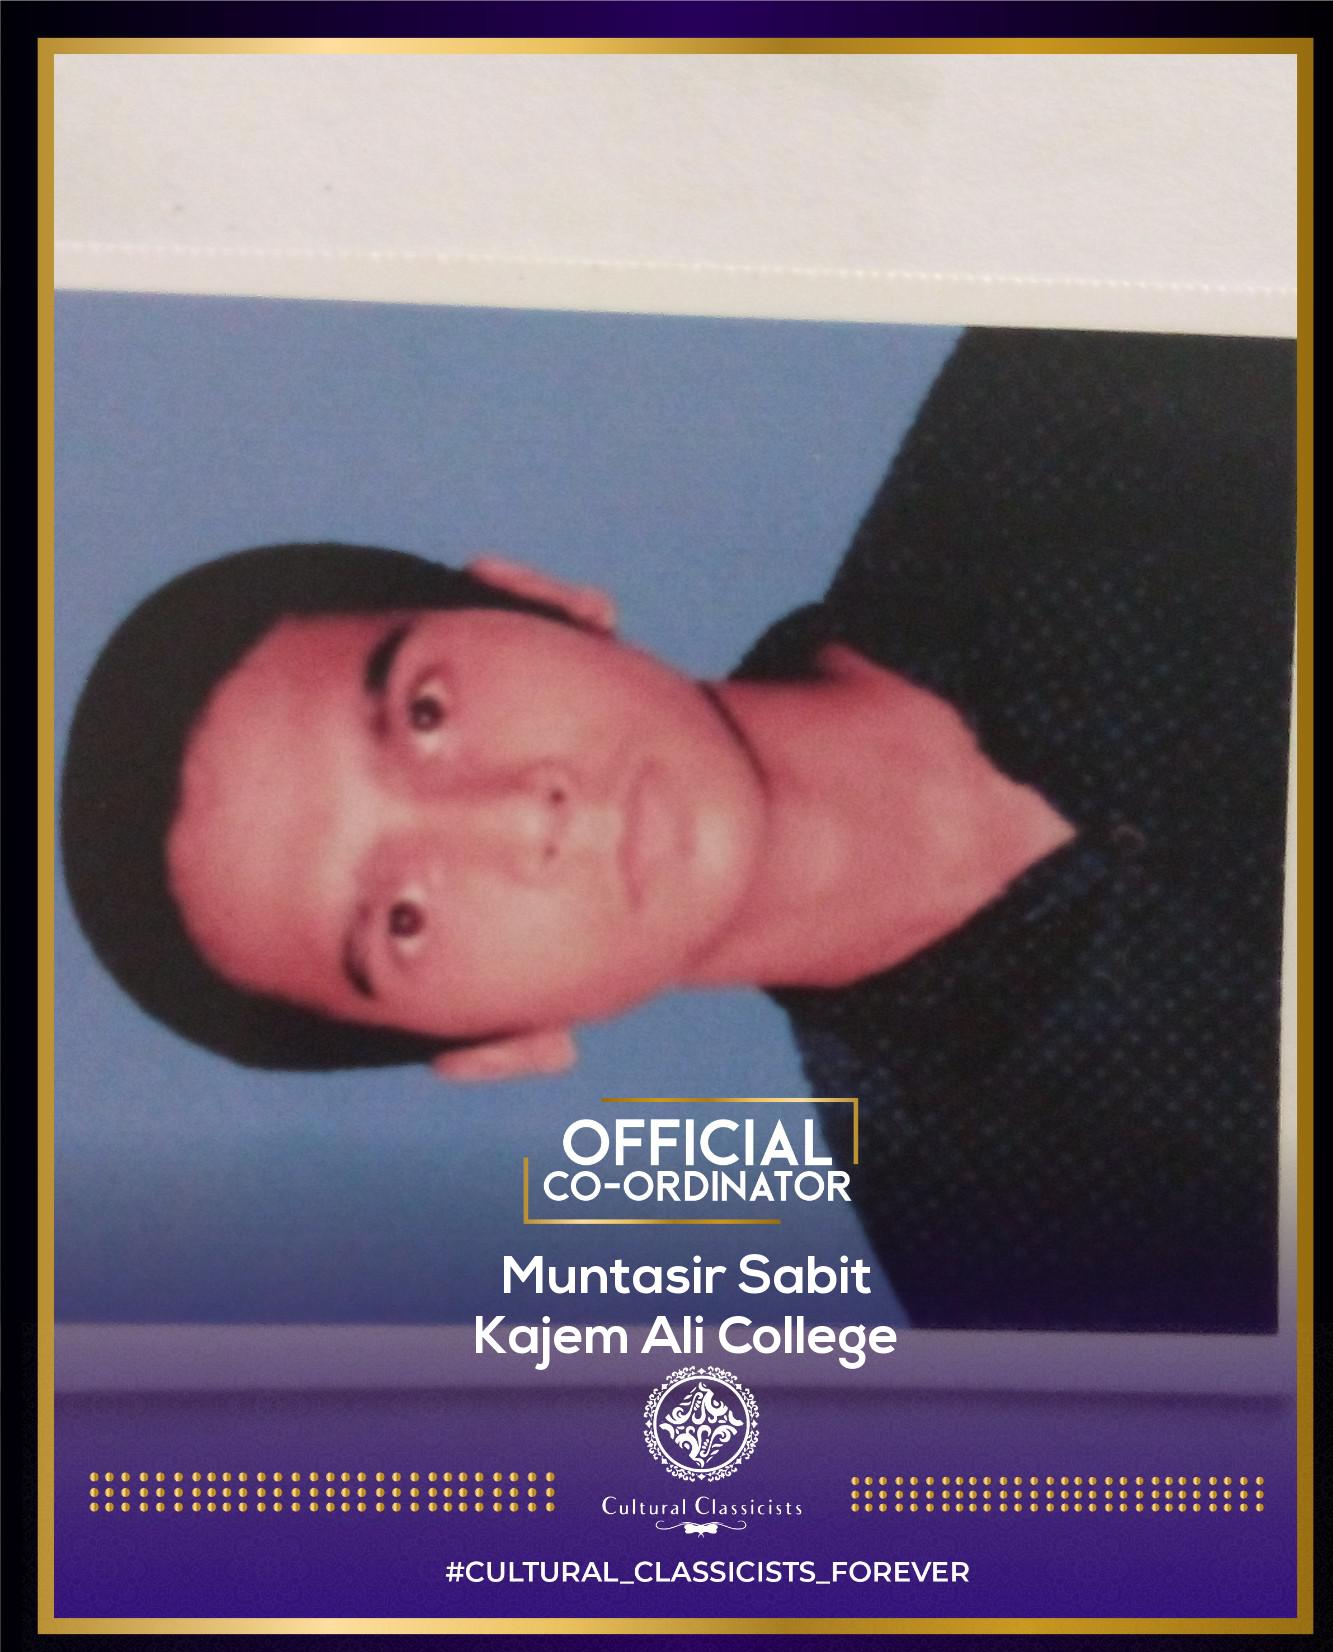 OFFICIAL
CO-ORDINATOR
Muntasir Sabit
Kajem Ali College
Cultural Classicists
#CULTURAL_CLASSICISTS_FOREVER